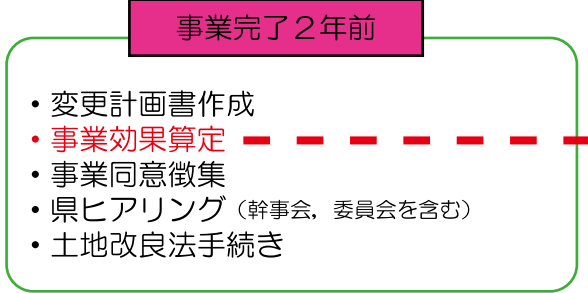 事業完了２年前
・変更計画書作成
・事業効果算定
・事業同意徴集
・県ヒアリング（幹事会，委員会を含む）
・土地改良法手続き